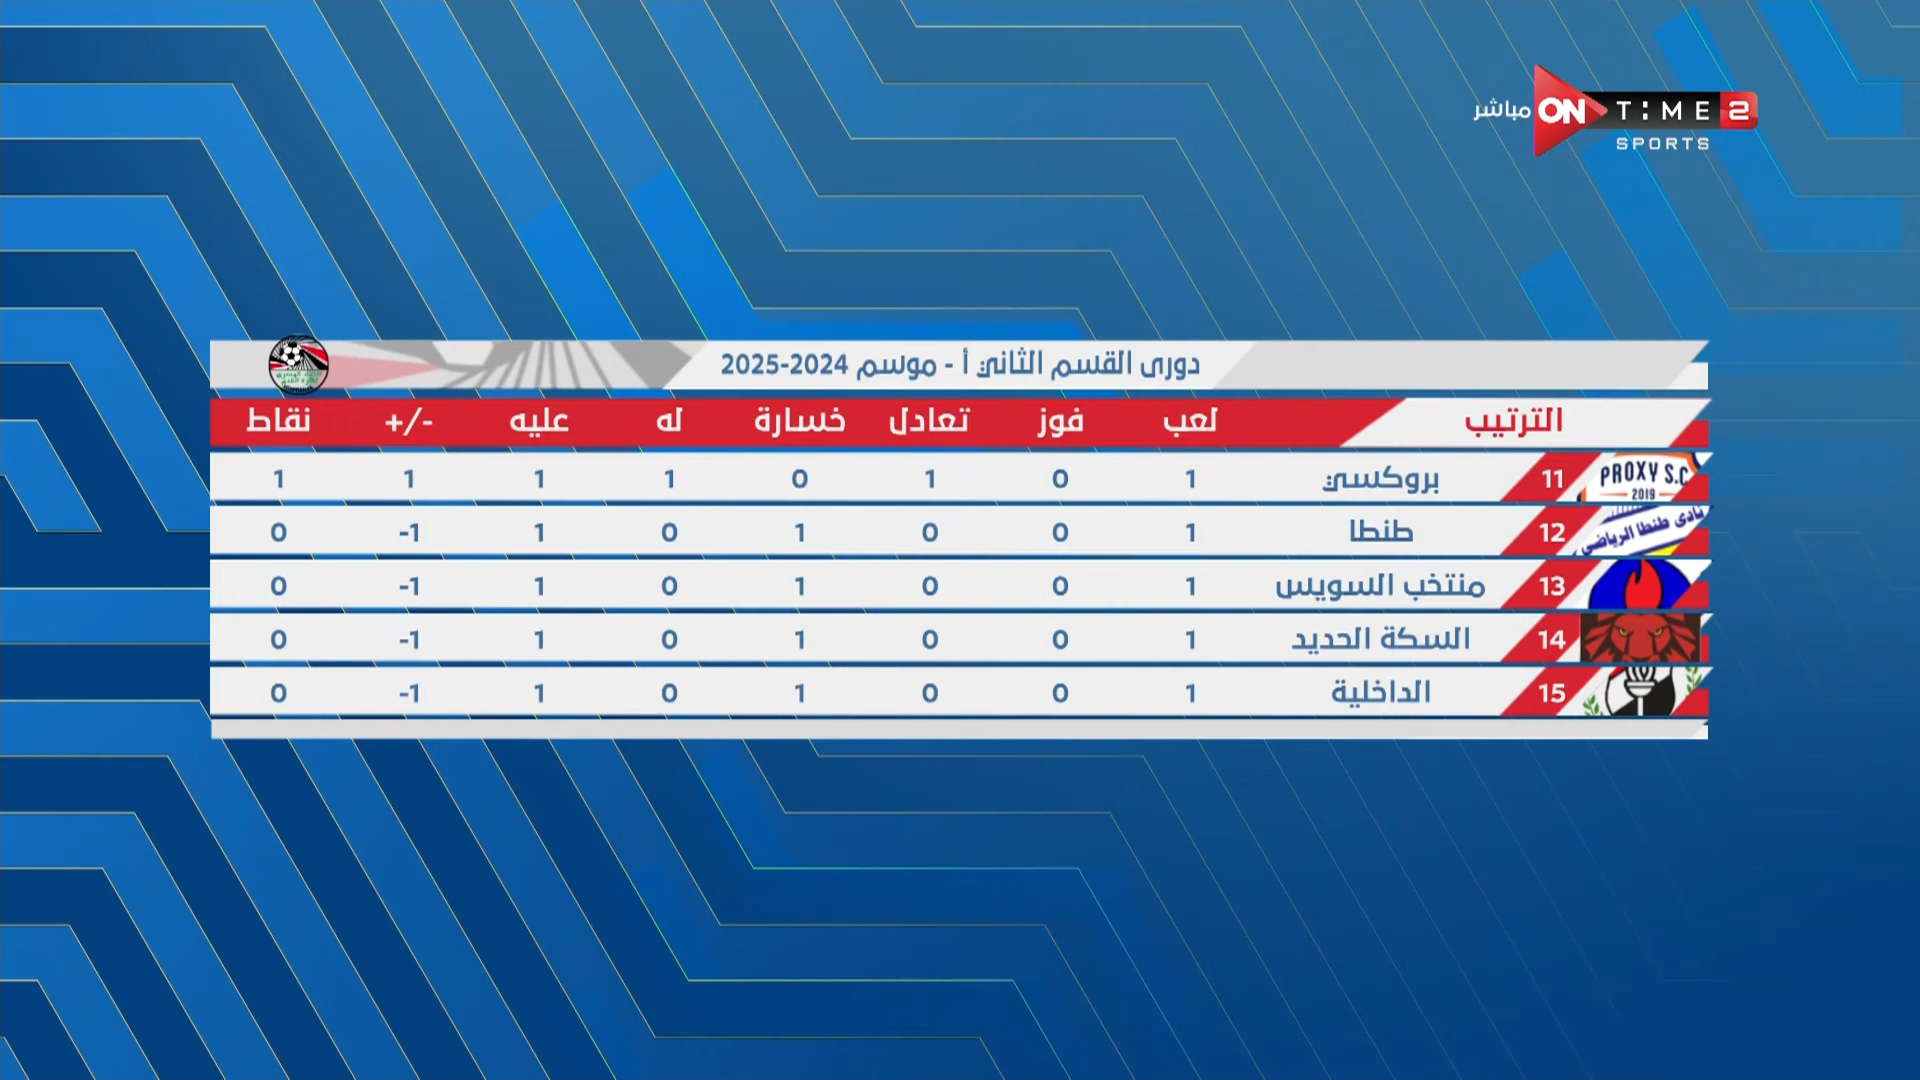 مباشر ON TIME 2
SPORTS
دورى القسم الثاني أ - موسم 2024-2025
الترتيب لعب فوز تعادل خسارة له عليه -/+ نقاط
PROXY S.C
2019
11 بروكسي 1 0 1 0 1 1 1 1
نادى طنطا الرياضى
12 طنطا 1 0 0 1 0 1 -1 0
13 منتخب السويس 1 0 0 1 0 1 -1 0
14 السكة الحديد 1 0 0 1 0 1 -1 0
15 الداخلية 1 0 0 1 0 1 -1 0